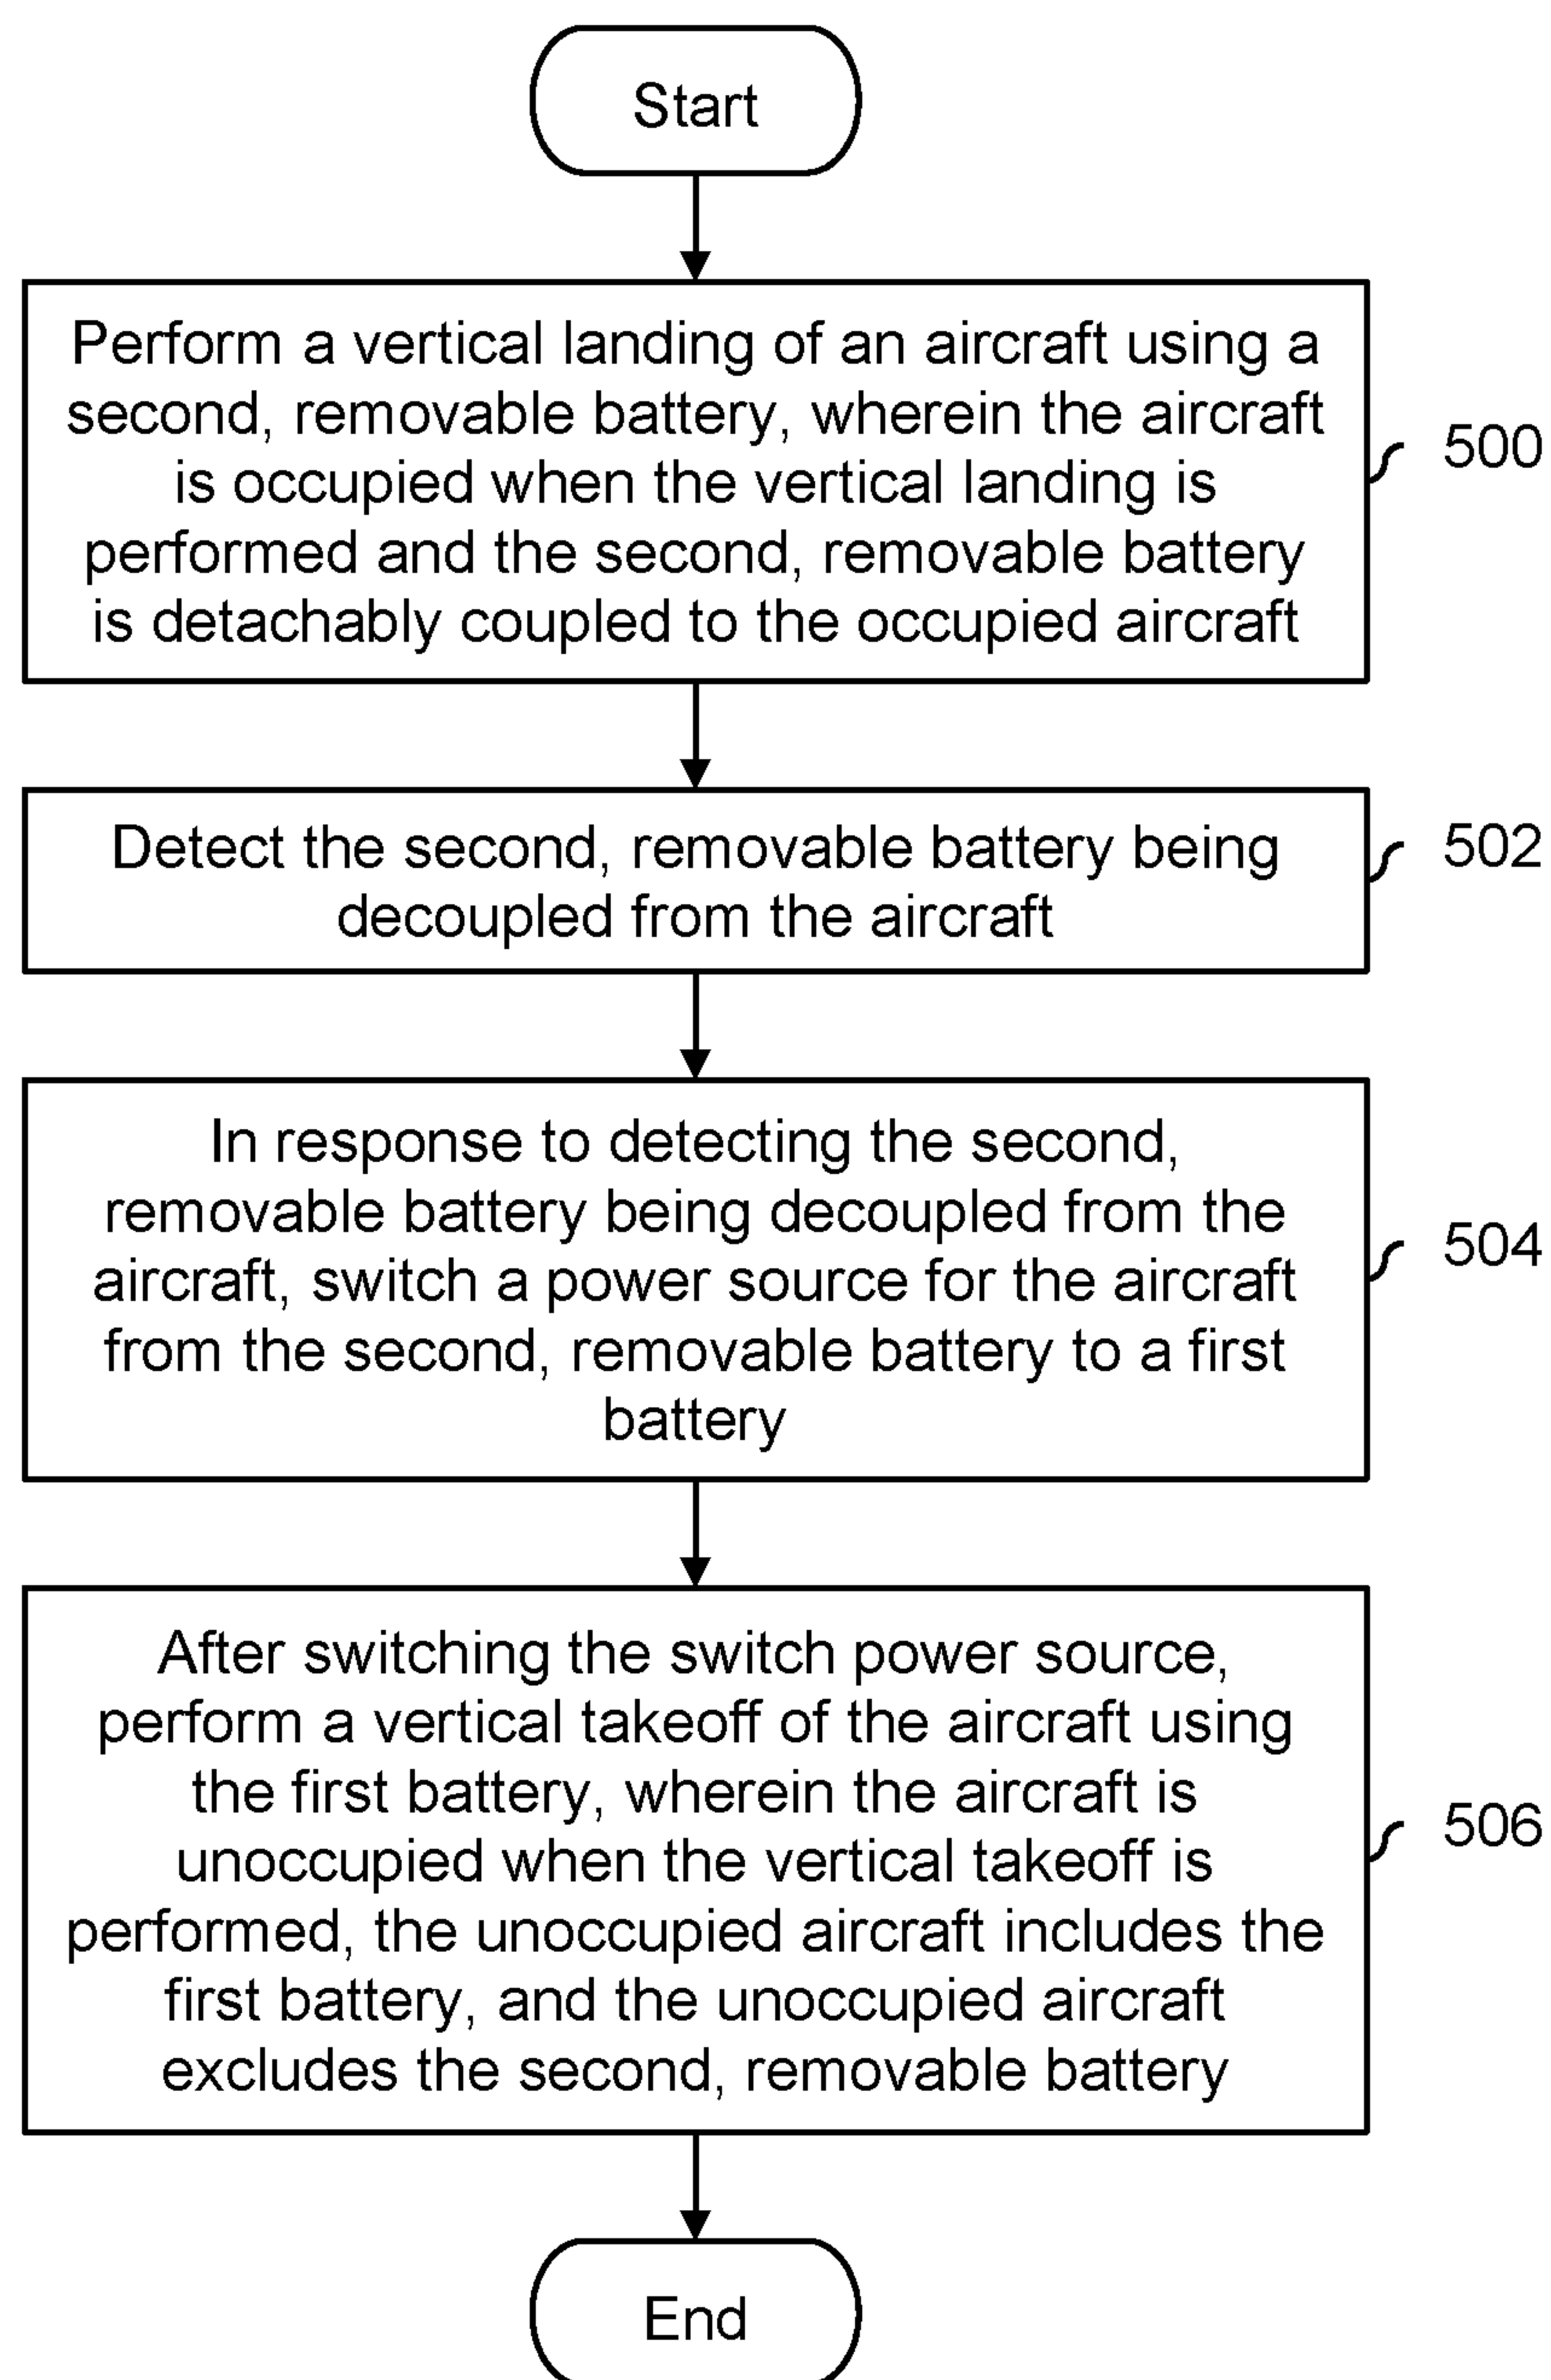 Start
Perform a vertical landing of an aircraft using a
second, removable battery, wherein the aircraft
is occupied when the vertical landing is
performed and the second, removable battery
is detachably coupled to the occupied aircraft
500
Detect the second, removable battery being
decoupled from the aircraft
502
In response to detecting the second,
removable battery being decoupled from the
aircraft, switch a power source for the aircraft
from the second, removable battery to a first
battery
504
After switching the switch power source,
perform a vertical takeoff of the aircraft using
the first battery, wherein the aircraft is
unoccupied when the vertical takeoff is
performed, the unoccupied aircraft includes the
first battery, and the unoccupied aircraft
excludes the second, removable battery
506
End